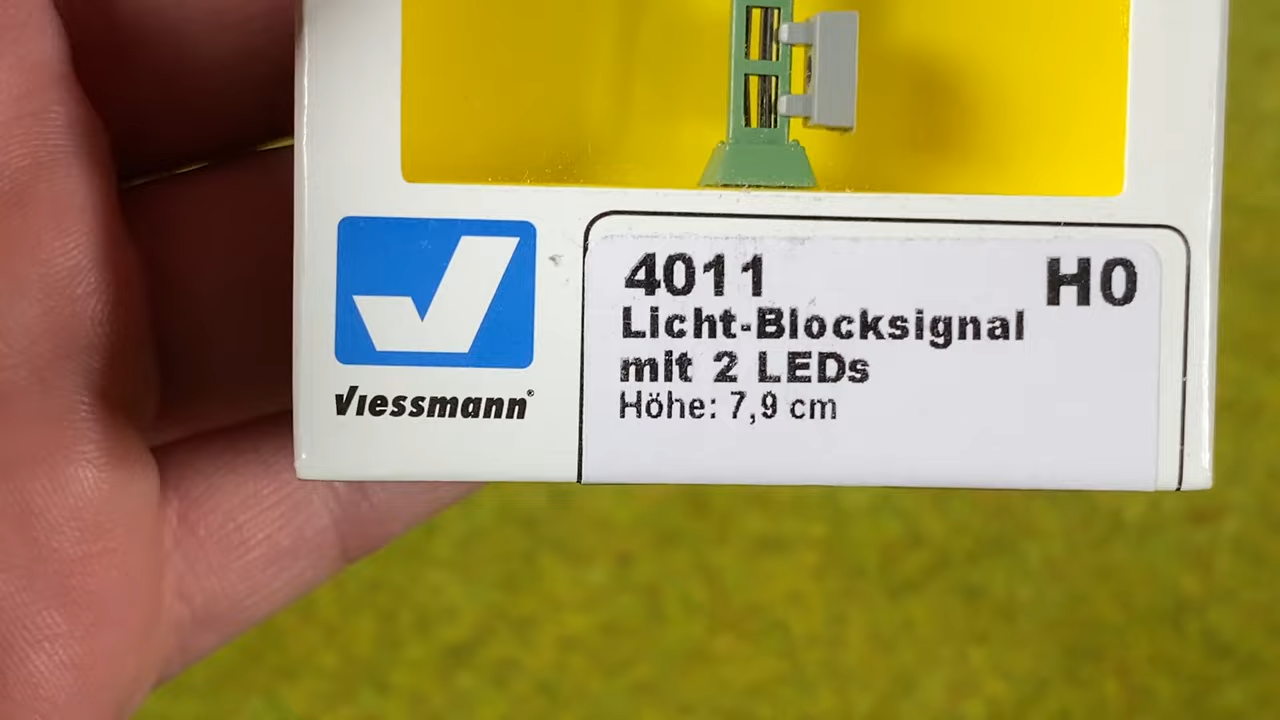 4011
H0
Licht-Blocksignal
mit 2 LEDs
Höhe: 7,9 cm
Viessmann®